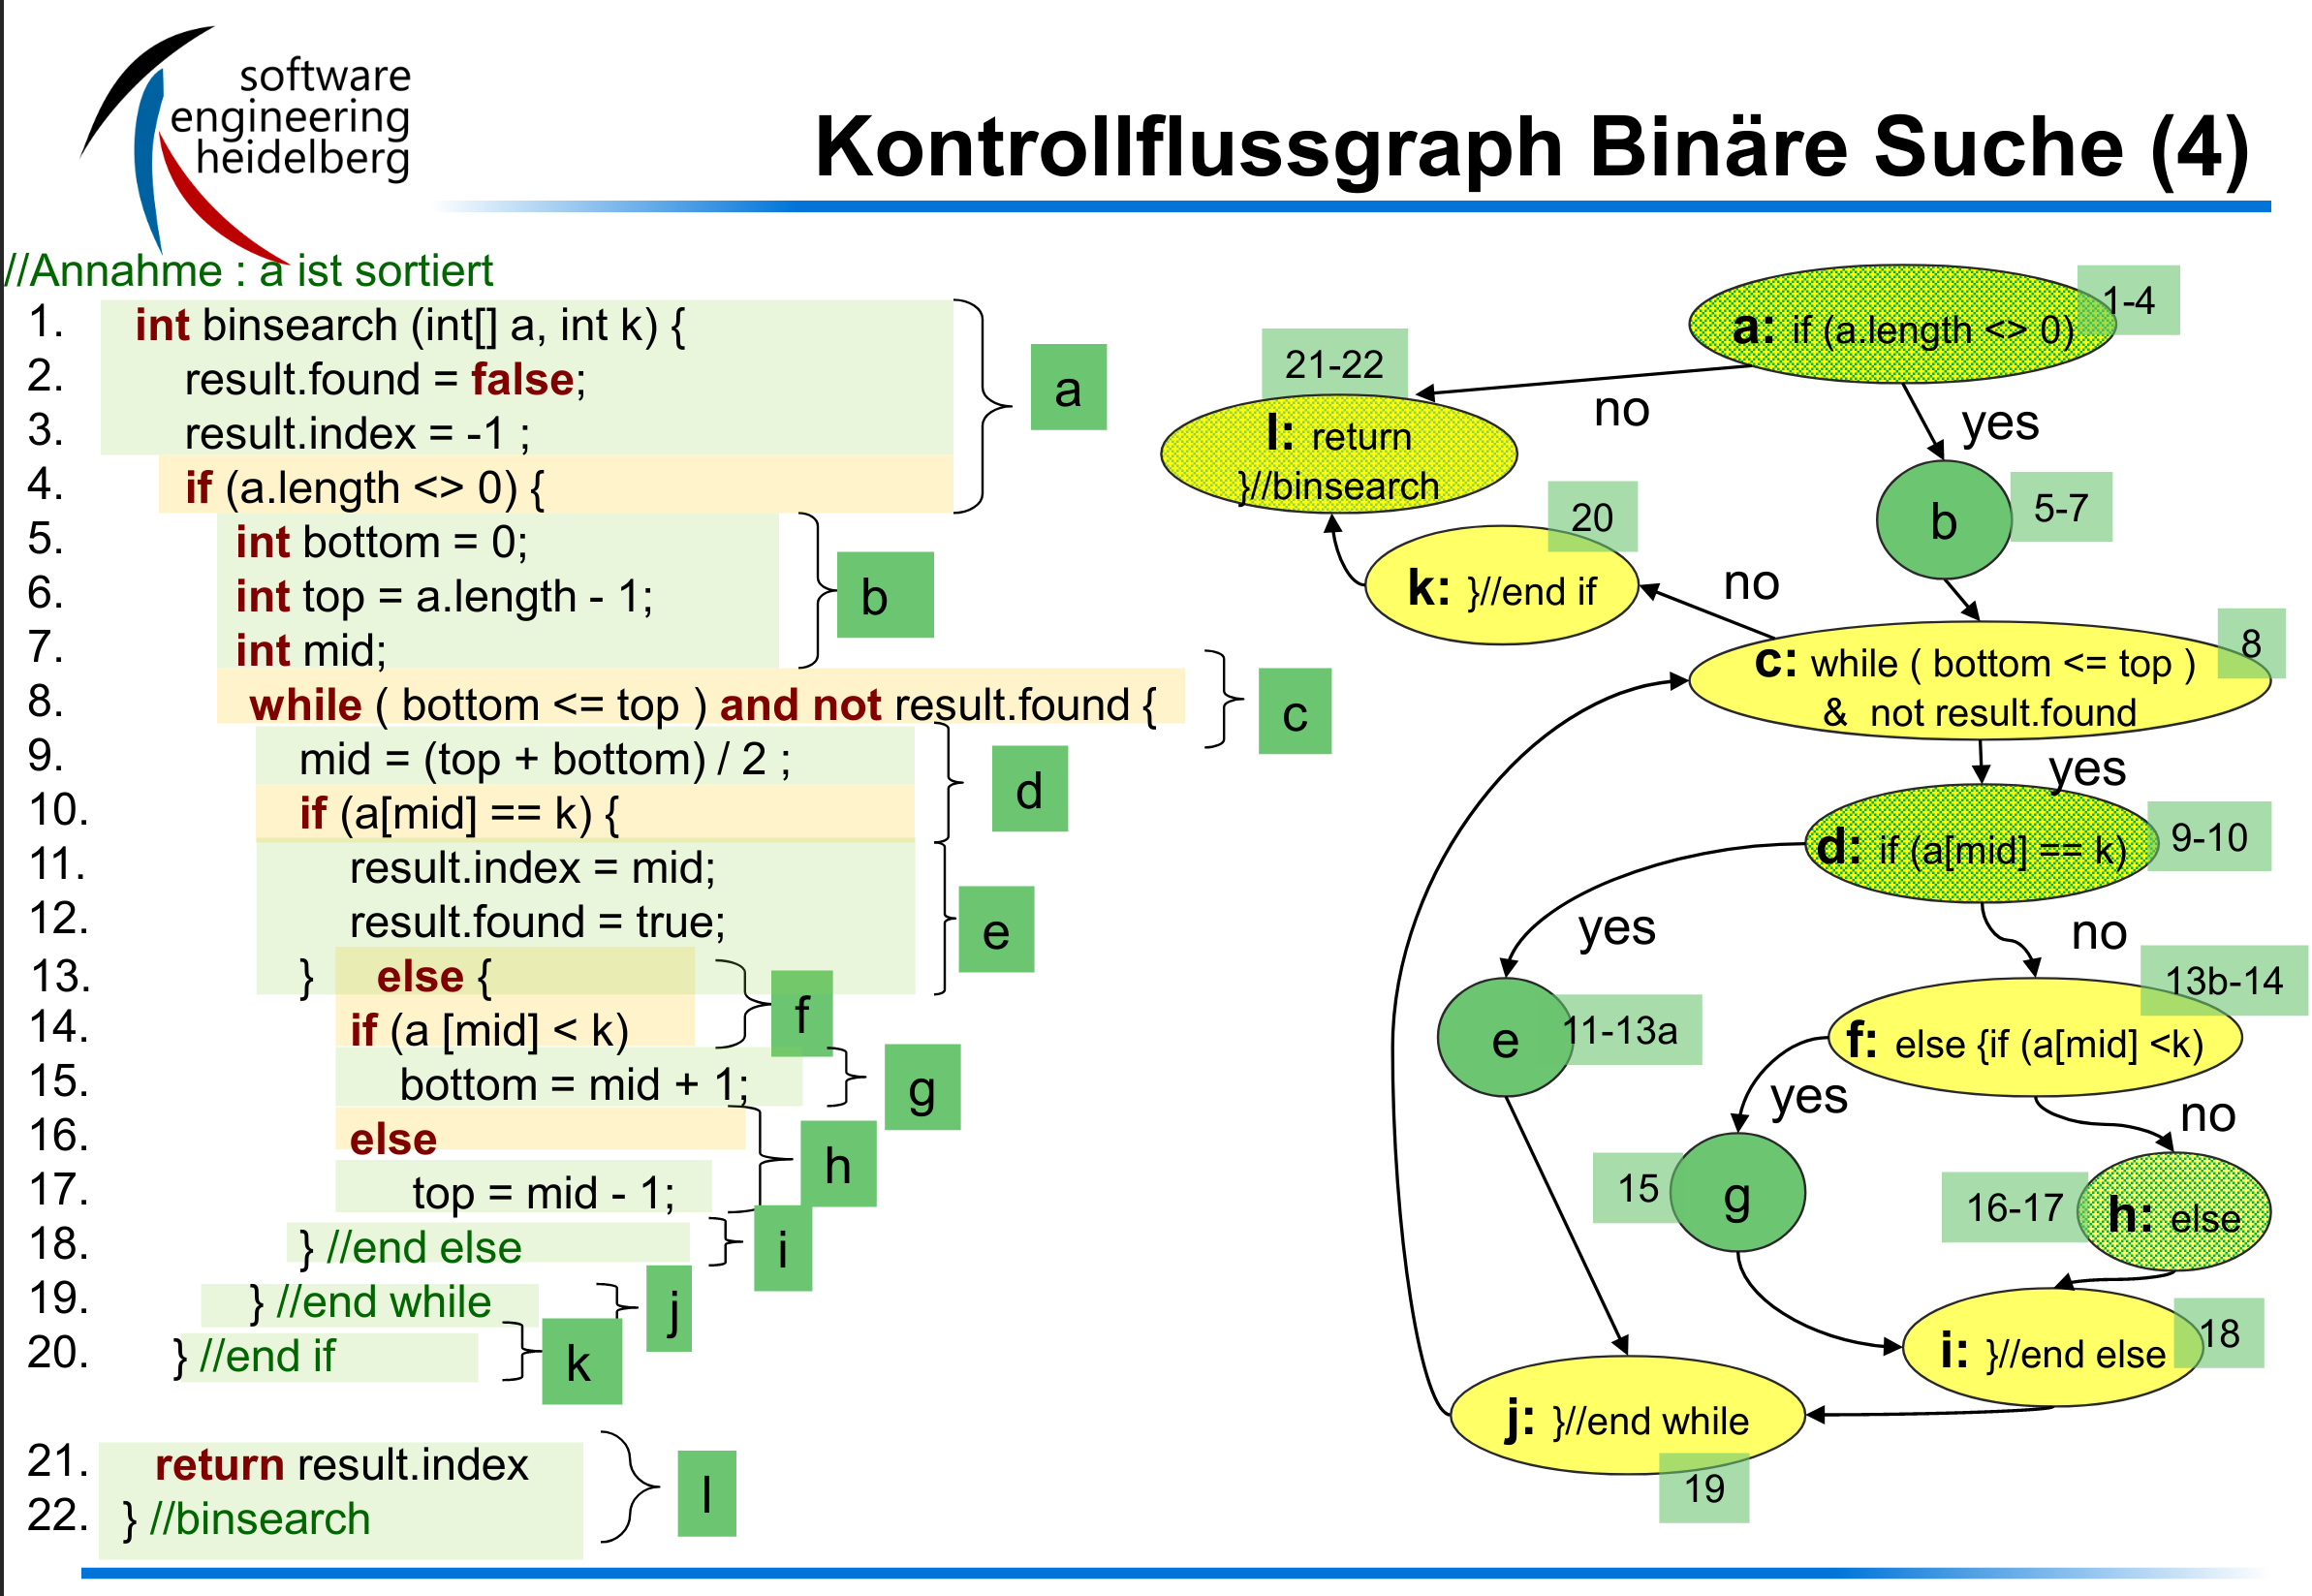 software
engineering
heidelberg
Kontrollflussgraph Binäre Suche (4)
//Annahme : a ist sortiert
1. int binsearch (int[] a, int k) {
2. result.found = false;
3. result.index = -1 ;
4. if (a.length <> 0) {
a
5. int bottom = 0;
6. int top = a.length - 1;
7. int mid;
b
8. while ( bottom <= top ) and not result.found {
c
9. mid = (top + bottom) / 2 ;
10. if (a[mid] == k) {
d
11. result.index = mid;
12. result.found = true;
13. } else {
e
14. if (a [mid] < k)
f
15. bottom = mid + 1;
g
16. else
17. top = mid - 1;
h
18. } //end else
i
19. } //end while
j
20. } //end if
k
21. return result.index
22. } //binsearch
l
a: if (a.length <> 0)
1-4
no
yes
21-22
l: return
}//binsearch
b
5-7
20
k: }//end if
no
8
c: while ( bottom <= top )
& not result.found
yes
d: if (a[mid] == k)
9-10
yes
no
e
11-13a
13b-14
f: else {if (a[mid] <k)
yes
no
15
g
16-17
h: else
i: }//end else
18
j: }//end while
19